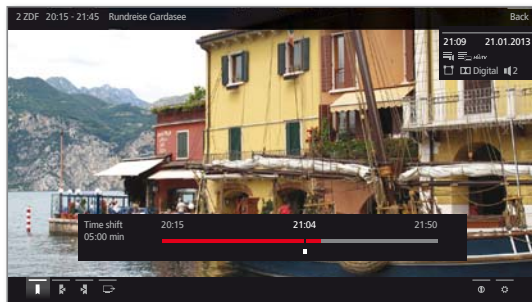 2 ZDF 20:15 - 21:45 Rundreise Gardasee
Back
21:09 21.01.2013
Digital 2
Time shift 20:15 21:04 21:50
05:00 min